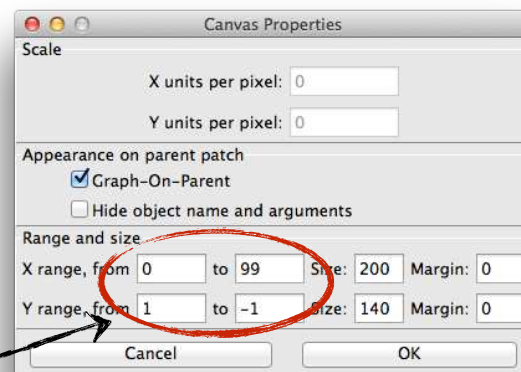 Canvas Properties
Scale
X units per pixel: 0
Y units per pixel: 0
Appearance on parent patch
Graph-On-Parent
Hide object name and arguments
Range and size
X range, from 0 to 99 Size: 200 Margin: 0
Y range, from 1 to -1 Size: 140 Margin: 0
Cancel OK